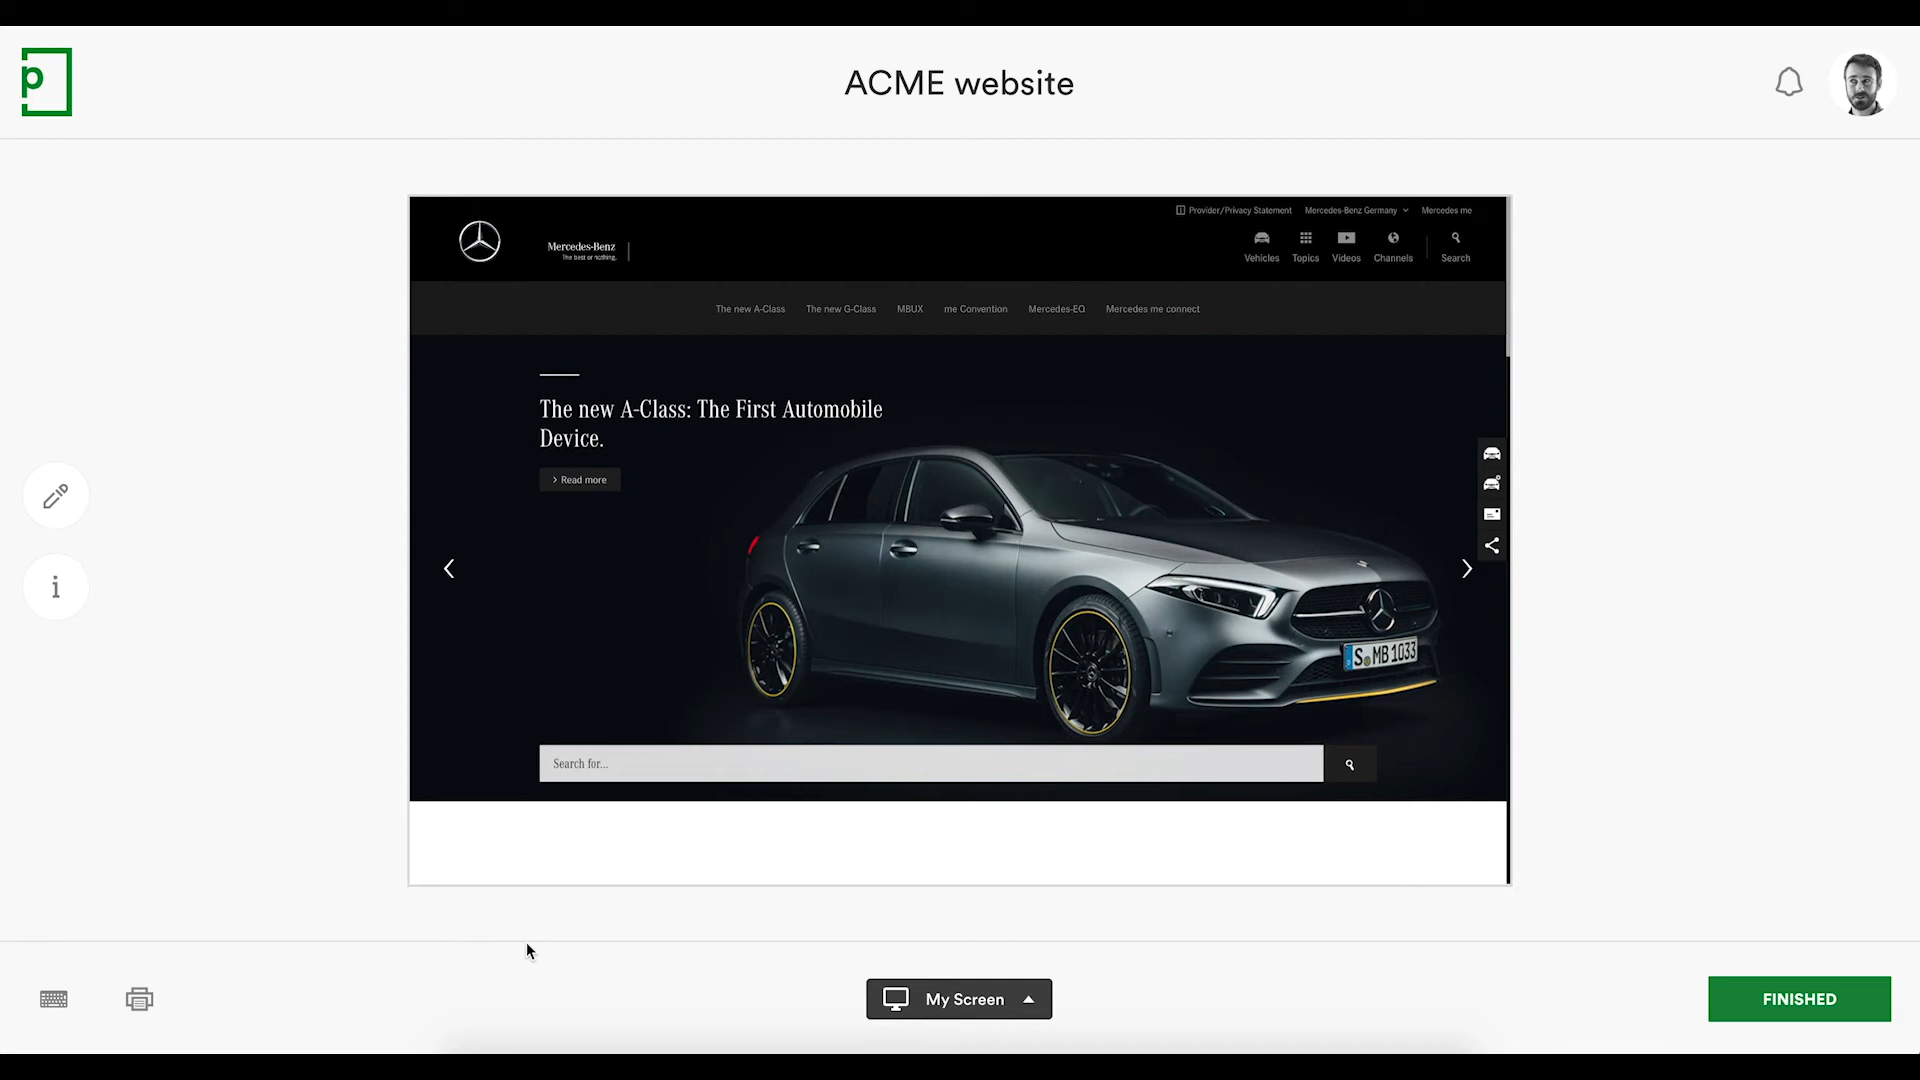 p
ACME website
Provider/Privacy Statement
Mercedes-Benz Germany
Mercedes me
Mercedes-Benz
The best or nothing.
Vehicles
Topics
Videos
Channels
Search
The new A-Class
The new G-Class
MBUX
me Convention
Mercedes-EQ
Mercedes me connect
The new A-Class: The First Automobile
Device.
Read more
i
S MB 1033
Search for...
My Screen
FINISHED